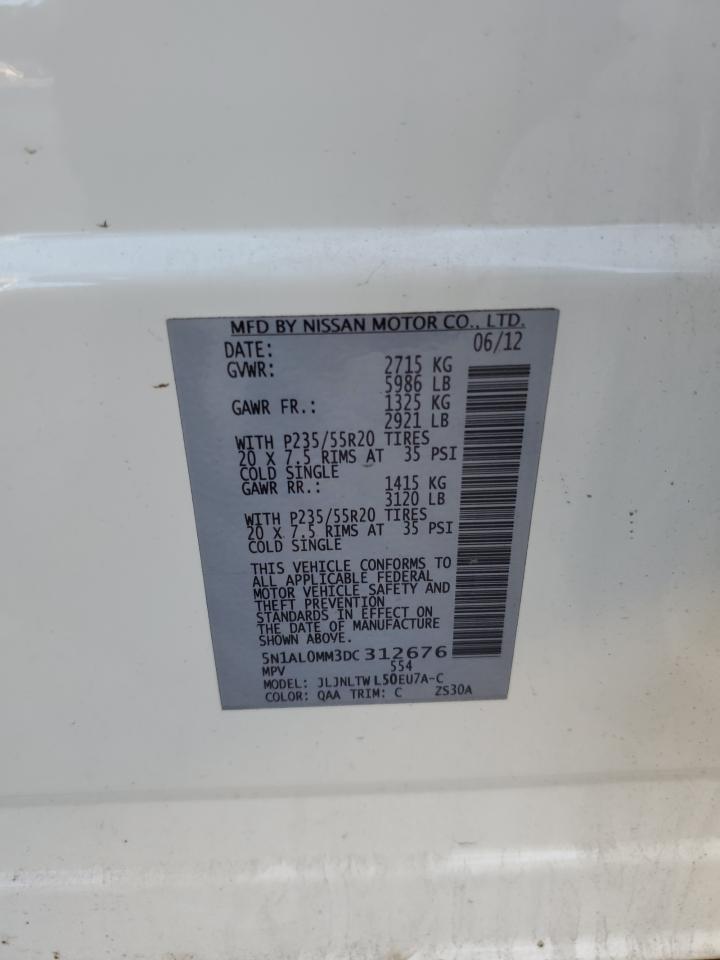 MFD BY NISSAN MOTOR CO., LTD.
DATE: 06/12
GVWR: 2715 KG
5986 LB
GAWR FR.: 1325 KG
2921 LB
WITH P235/55R20 TIRES
20 X 7.5 RIMS AT 35 PSI
COLD SINGLE
GAWR RR.: 1415 KG
3120 LB
WITH P235/55R20 TIRES
20 X 7.5 RIMS AT 35 PSI
COLD SINGLE
THIS VEHICLE CONFORMS TO
ALL APPLICABLE FEDERAL
MOTOR VEHICLE SAFETY AND
THEFT PREVENTION
STANDARDS IN EFFECT ON
THE DATE OF MANUFACTURE
SHOWN ABOVE.
5N1AL0MM3DC312676
MPV 554
MODEL: JLJNLTWL50EU7A-C
COLOR: QAA TRIM: C ZS30A